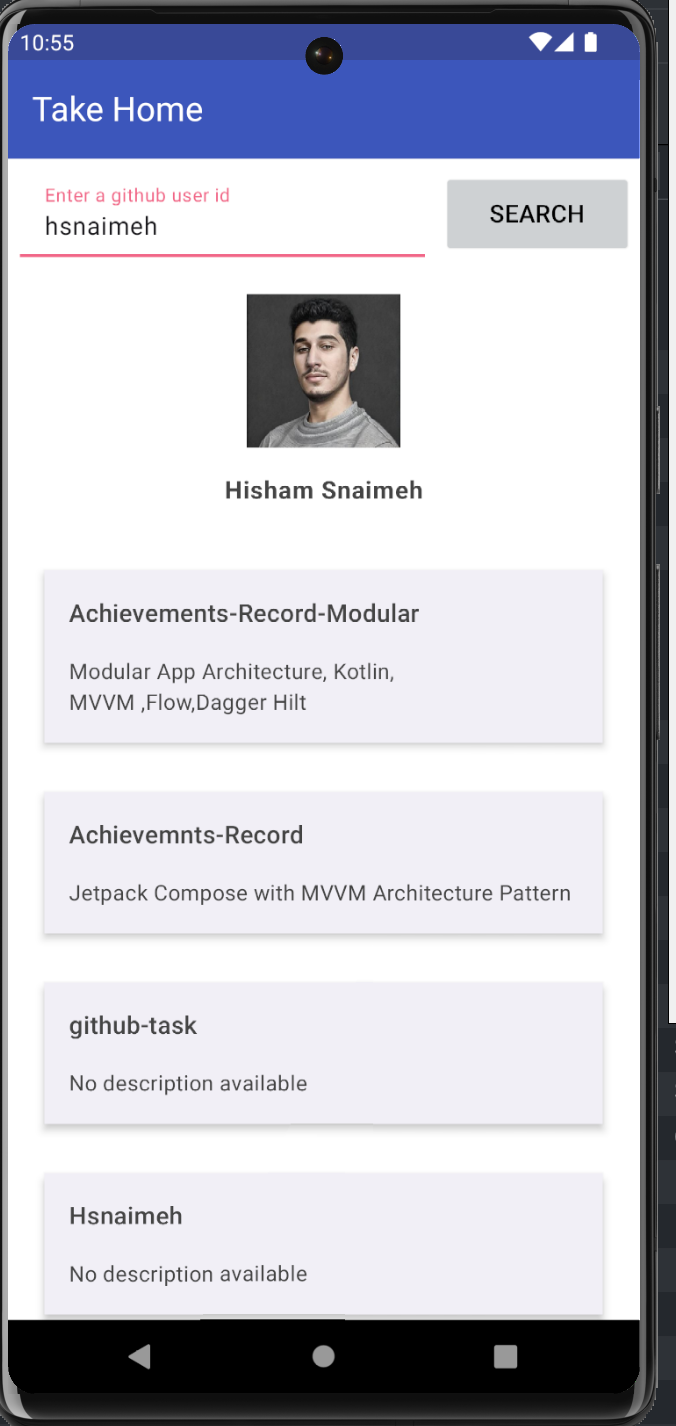 10:55
Take Home
Enter a github user id
hsnaimeh
SEARCH
Hisham Snaimeh
Achievements-Record-Modular
Modular App Architecture, Kotlin,
MVVM ,Flow,Dagger Hilt
Achievemnts-Record
Jetpack Compose with MVVM Architecture Pattern
github-task
No description available
Hsnaimeh
No description available